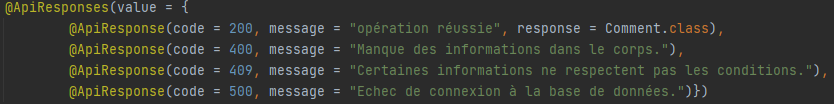 @ApiResponses(value = {
@ApiResponse(code = 200, message = "opération réussie", response = Comment.class),
@ApiResponse(code = 400, message = "Manque des informations dans le corps."),
@ApiResponse(code = 409, message = "Certaines informations ne respectent pas les conditions."),
@ApiResponse(code = 500, message = "Echec de connexion à la base de données.")})